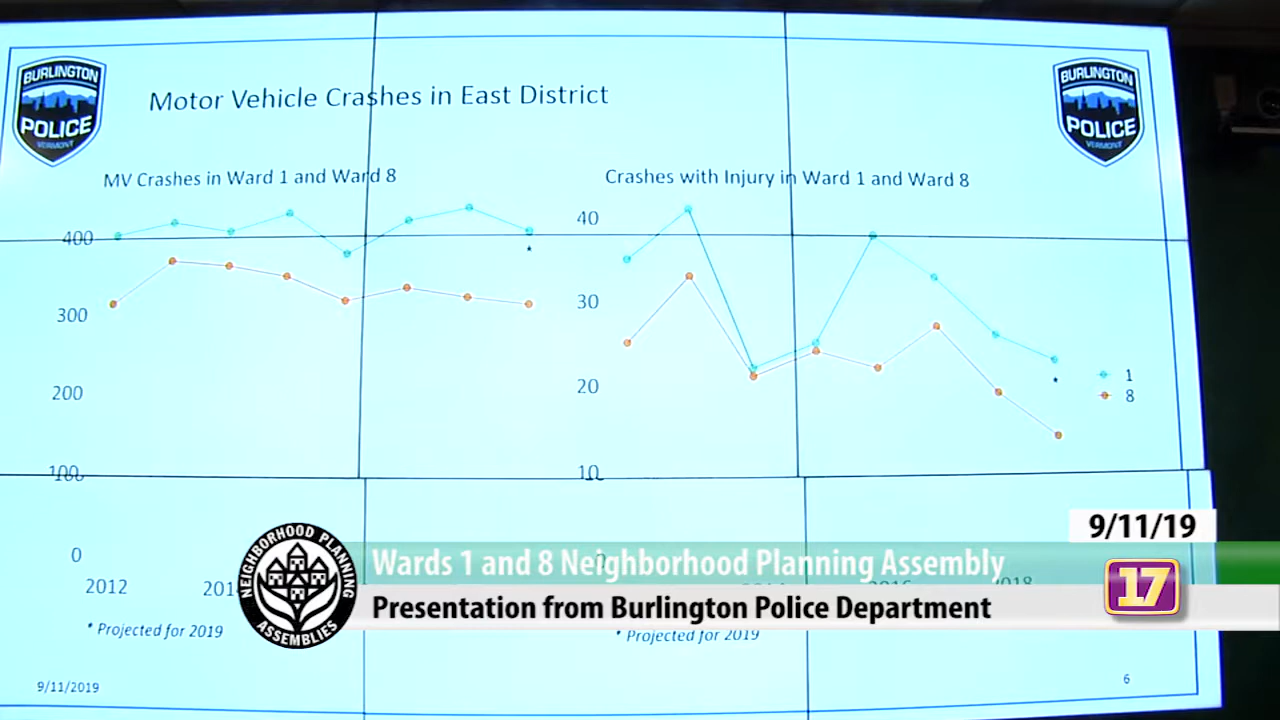 BURLINGTON
POLICE
VERMONT
Motor Vehicle Crashes in East District
BURLINGTON
POLICE
VERMONT
MV Crashes in Ward 1 and Ward 8
400
300
200
100
0
2012
* Projected for 2019
Crashes with Injury in Ward 1 and Ward 8
40
30
20
10
0
2018
*
*
1
8
* Projected for 2019
9/11/2019
6
9/11/19
NEIGHBORHOOD PLANNING
ASSEMBLIES
Wards 1 and 8 Neighborhood Planning Assembly
Presentation from Burlington Police Department
17